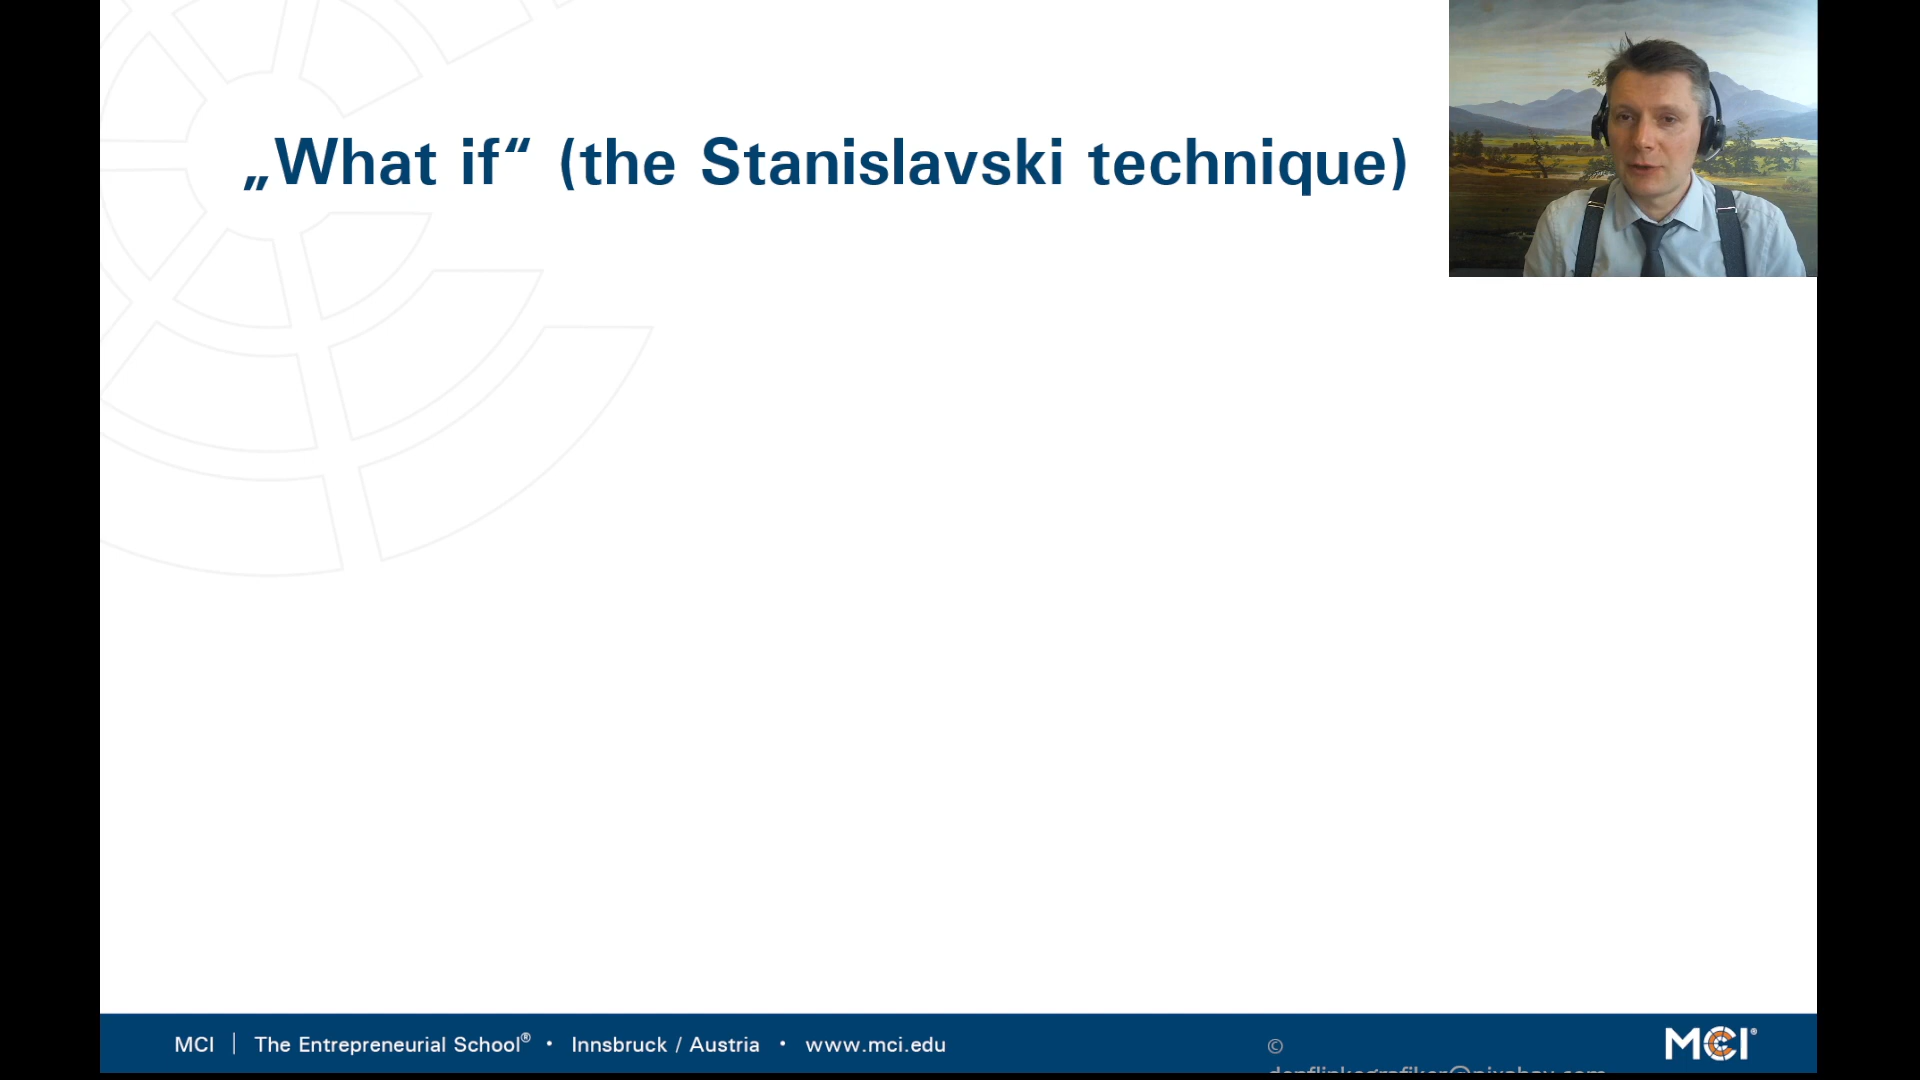 „What if“ (the Stanislavski technique)
MCI | The Entrepreneurial School® • Innsbruck / Austria • www.mci.edu
©
MCI®